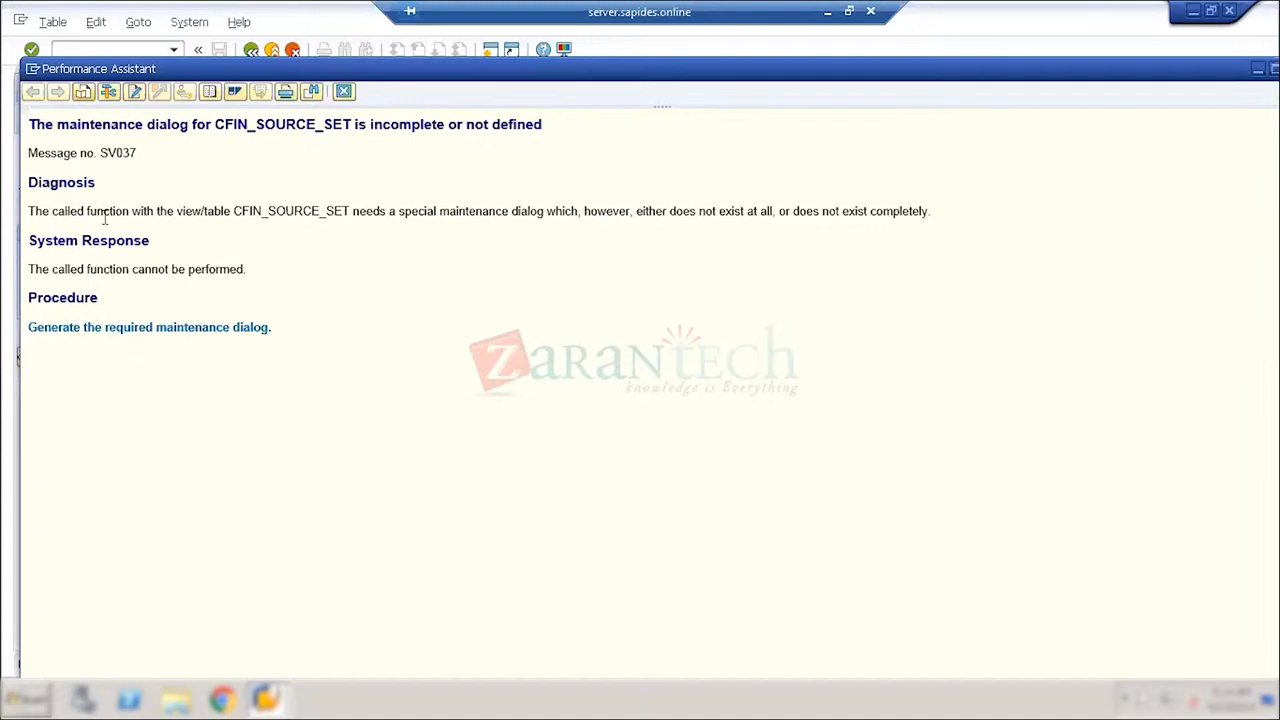 server.sapides.online
Table Edit Goto System Help
Performance Assistant
The maintenance dialog for CFIN_SOURCE_SET is incomplete or not defined
Message no. SV037
Diagnosis
The called function with the view/table CFIN_SOURCE_SET needs a special maintenance dialog which, however, either does not exist at all, or does not exist completely.
System Response
The called function cannot be performed.
Procedure
Generate the required maintenance dialog.
ZaranTech
knowledge is Everything